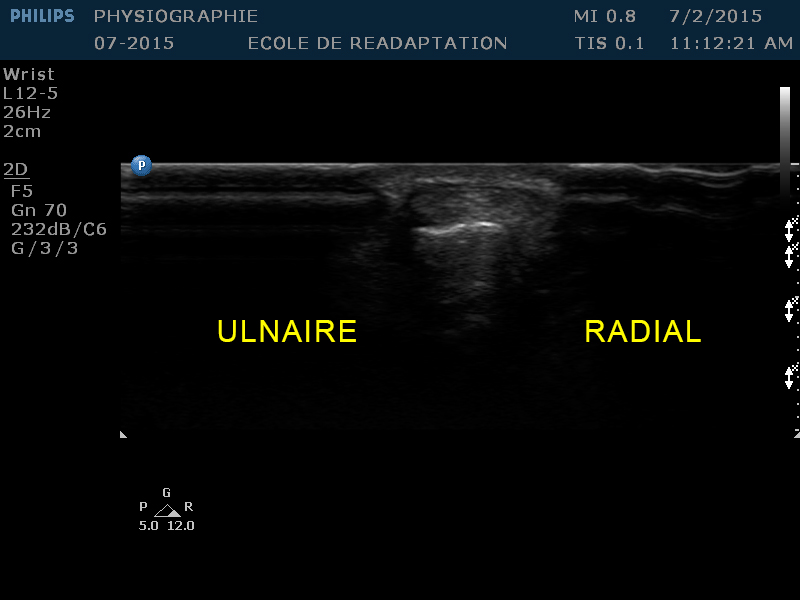 PHILIPS PHYSIOGRAPHIE MI 0.8 7/2/2015
07-2015 ECOLE DE READAPTATION TIS 0.1 11:12:21 AM
Wrist
L12-5
26Hz
2cm
2D
F5
Gn 70
232dB/C6
G/3/3
P
ULNAIRE RADIAL
G
P R
5.0 12.0